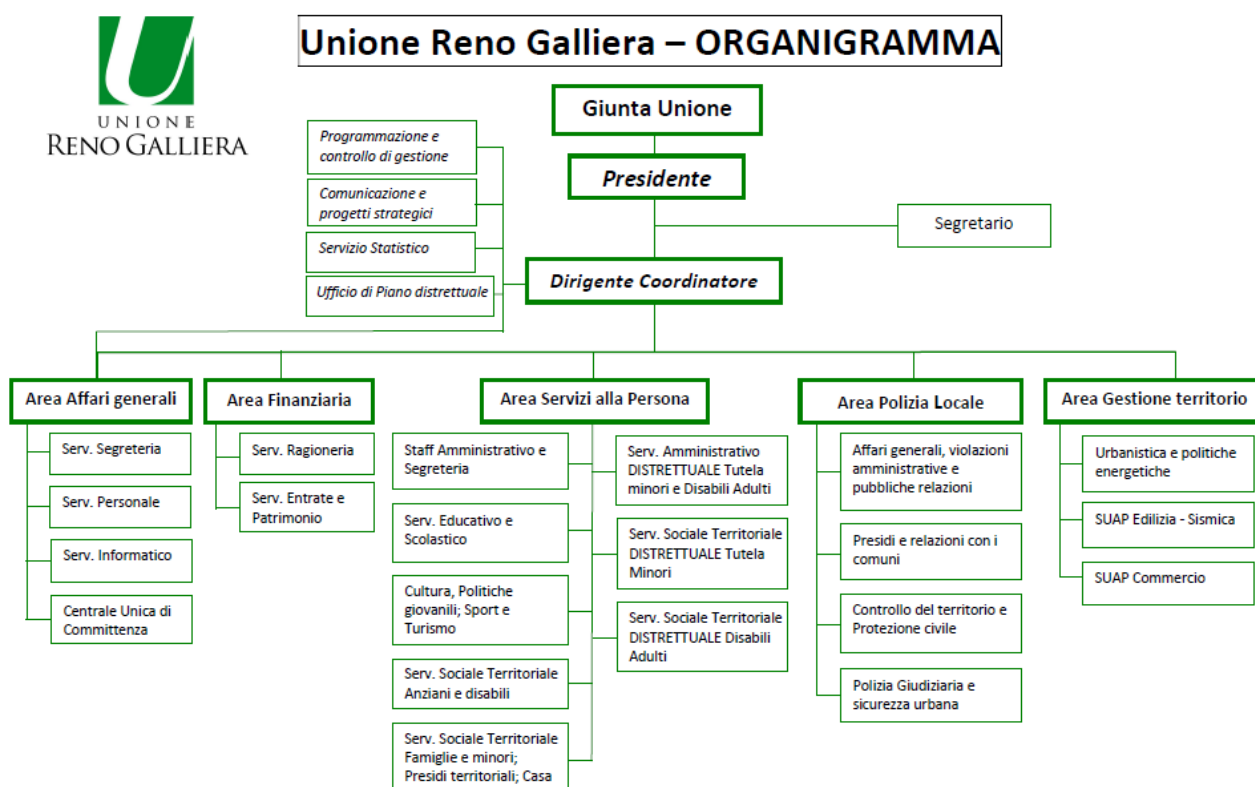 Unione Reno Galliera – ORGANIGRAMMA
UNIONE
RENO GALLIERA
Giunta Unione
Presidente
Segretario
Dirigente Coordinatore
Programmazione e
controllo di gestione
Comunicazione e
progetti strategici
Servizio Statistico
Ufficio di Piano distrettuale
Area Affari generali
Serv. Segreteria
Serv. Personale
Serv. Informatico
Centrale Unica di
Committenza
Area Finanziaria
Serv. Ragioneria
Serv. Entrate e
Patrimonio
Area Servizi alla Persona
Staff Amministrativo e
Segreteria
Serv. Educativo e
Scolastico
Cultura, Politiche
giovanili; Sport e
Turismo
Serv. Sociale Territoriale
Anziani e disabili
Serv. Sociale Territoriale
Famiglie e minori;
Presidi territoriali; Casa
Serv. Amministrativo
DISTRETTUALE Tutela
minori e Disabili Adulti
Serv. Sociale Territoriale
DISTRETTUALE Tutela
Minori
Serv. Sociale Territoriale
DISTRETTUALE Disabili
Adulti
Area Polizia Locale
Affari generali, violazioni
amministrative e
pubbliche relazioni
Presidi e relazioni con i
comuni
Controllo del territorio e
Protezione civile
Polizia Giudiziaria e
sicurezza urbana
Area Gestione territorio
Urbanistica e politiche
energetiche
SUAP Edilizia - Sismica
SUAP Commercio